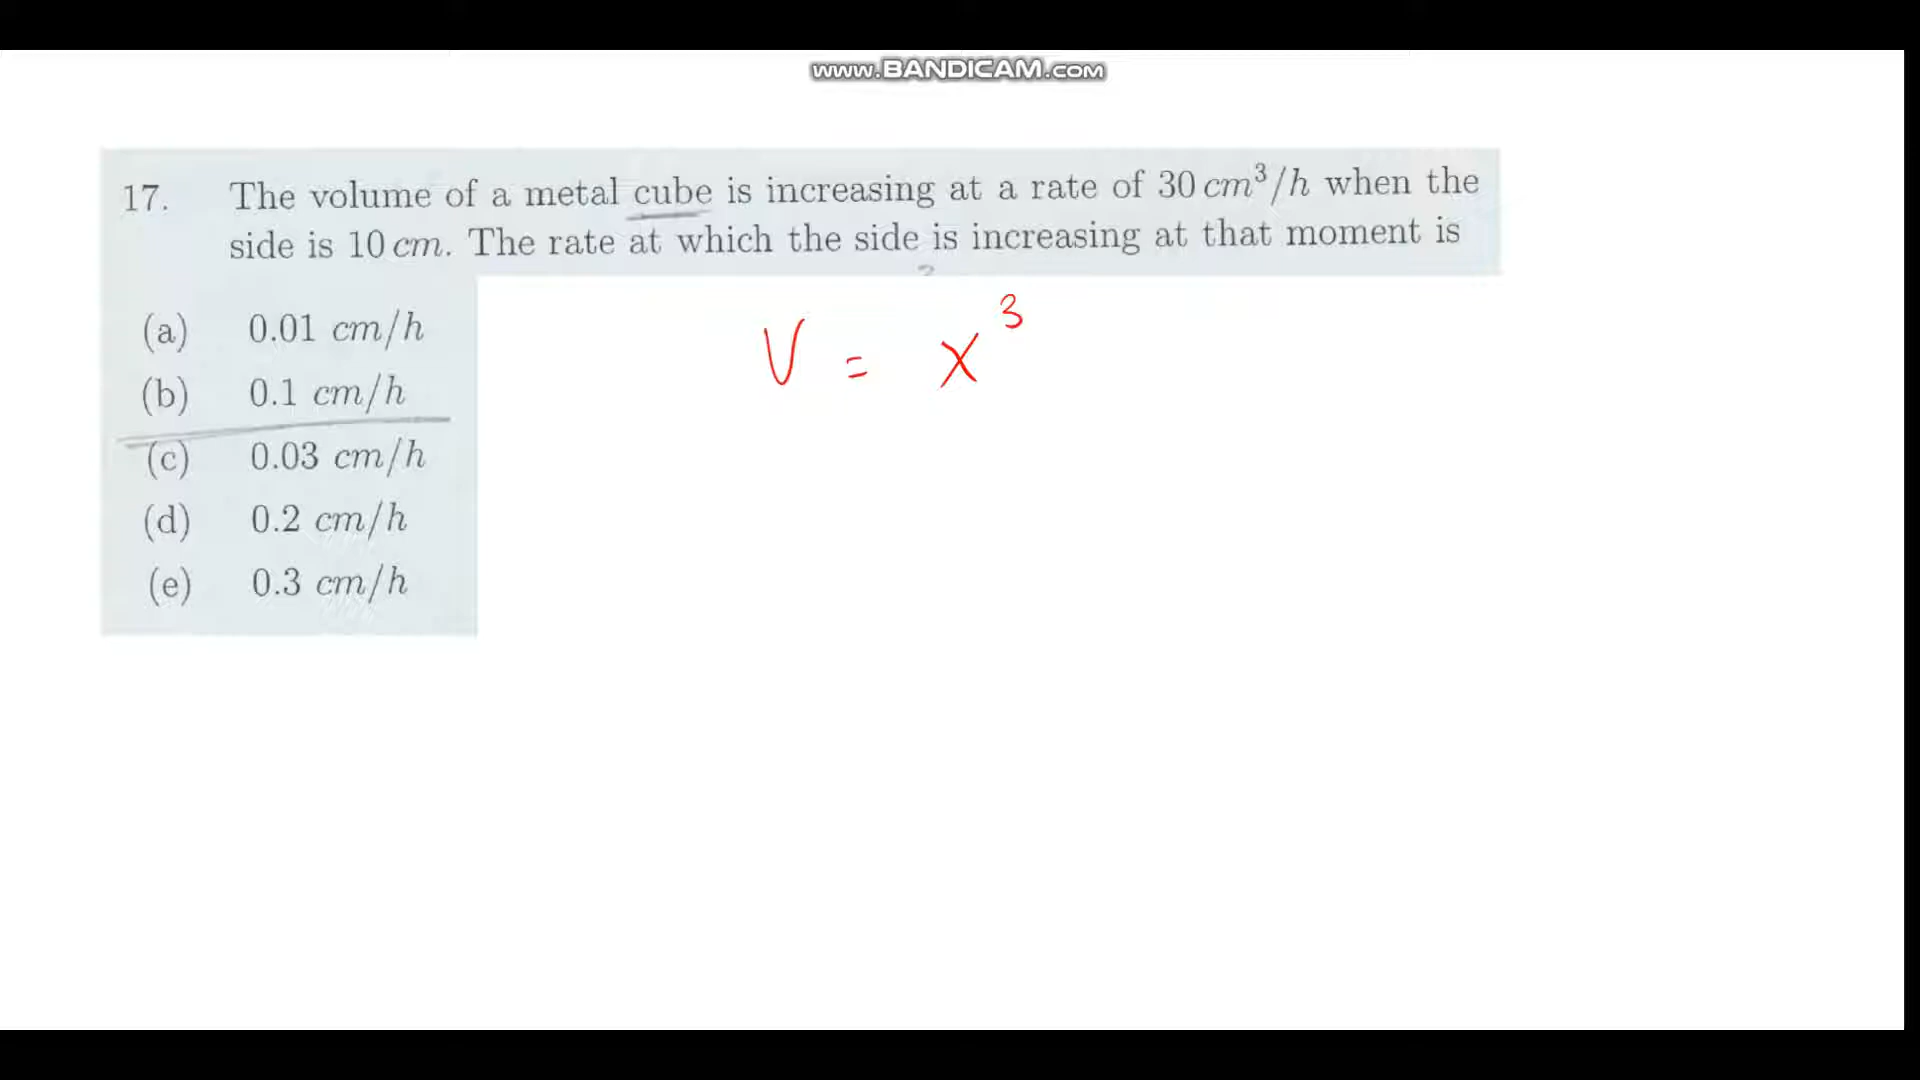 www.BANDICAM.com
17. The volume of a metal cube is increasing at a rate of 30 cm³/h when the
side is 10 cm. The rate at which the side is increasing at that moment is
V = x³
(a) 0.01 cm/h
(b) 0.1 cm/h
(c) 0.03 cm/h
(d) 0.2 cm/h
(e) 0.3 cm/h